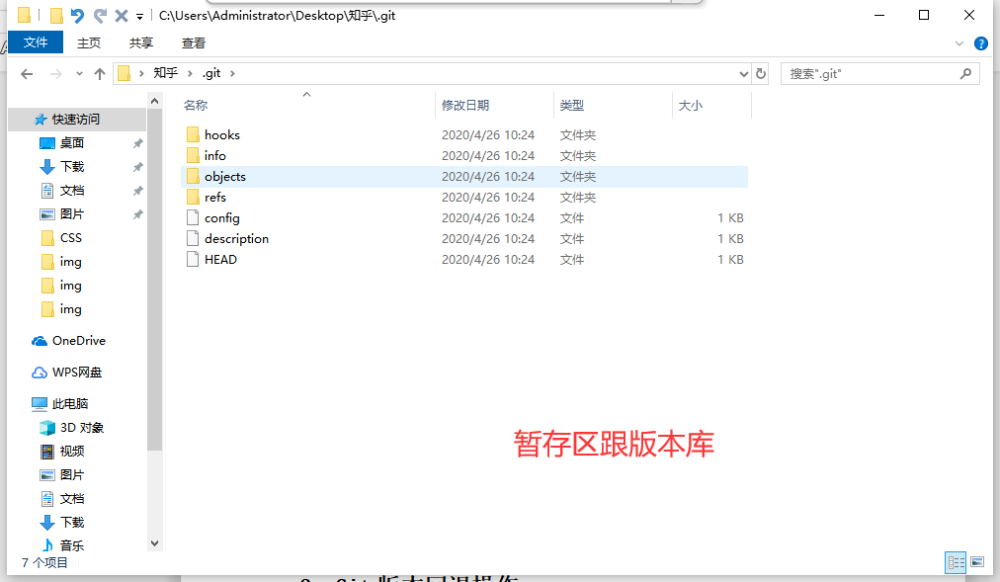 C:\Users\Administrator\Desktop\知乎\.git
文件 主页 共享 查看
知乎 .git
搜索".git"
名称 修改日期 类型 大小
快速访问
桌面
下载
文档
图片
CSS
img
img
img
OneDrive
WPS网盘
此电脑
3D 对象
视频
图片
文档
下载
音乐
hooks 2020/4/26 10:24 文件夹
info 2020/4/26 10:24 文件夹
objects 2020/4/26 10:24 文件夹
refs 2020/4/26 10:24 文件夹
config 2020/4/26 10:24 文件 1 KB
description 2020/4/26 10:24 文件 1 KB
HEAD 2020/4/26 10:24 文件 1 KB
暂存区跟版本库
7 个项目